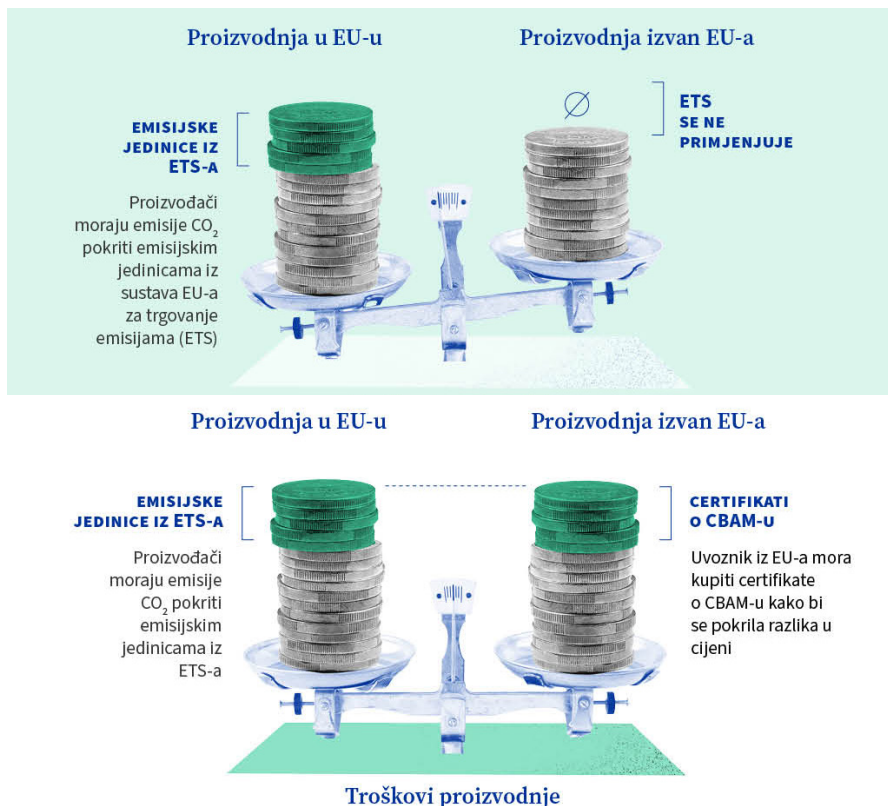 Proizvodnja u EU-u
Proizvodnja izvan EU-a
EMISIJSKE
JEDINICE IZ
ETS-A
Proizvođači
moraju emisije CO₂
pokriti emisijskim
jedinicama iz
sustava EU-a
za trgovanje
emisijama (ETS)
ETS
SE NE
PRIMJENJUJE
Proizvodnja u EU-u
Proizvodnja izvan EU-a
EMISIJSKE
JEDINICE IZ ETS-A
Proizvođači
moraju emisije
CO₂ pokriti
emisijskim
jedinicama iz
ETS-a
CERTIFIKATI
O CBAM-U
Uvoznik iz EU-a mora
kupiti certifikate
o CBAM-u kako bi
se pokrila razlika u
cijeni
Troškovi proizvodnje